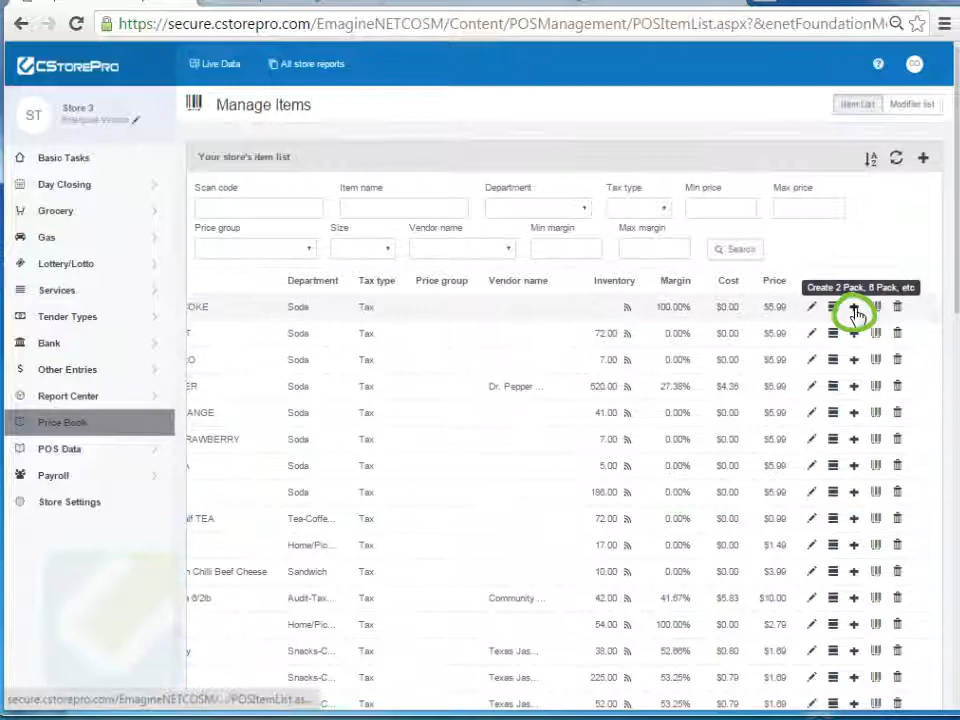 https://secure.cstorepro.com/EmagineNETCOSM/Content/POSManagement/POSItemList.aspx?&enetFoundationM
CStorePro
Live Data
All store reports
?
CO
ST
Store 3
Enterprise Version
Manage Items
Item List
Modifier list
Basic Tasks
Day Closing
Grocery
Gas
Lottery/Lotto
Services
Tender Types
Bank
Other Entries
Report Center
Price Book
POS Data
Payroll
Store Settings
Your store's item list
Scan code Item name Department Tax type Min price Max price
Price group Size Vendor name Min margin Max margin
Search
Department Tax type Price group Vendor name Inventory Margin Cost Price
Create 2 Pack, 6 Pack, etc
OKE Soda Tax 100.00% $0.00 $5.99
T Soda Tax 72.00 0.00% $0.00 $5.99
O Soda Tax 7.00 0.00% $0.00 $5.99
ER Soda Tax Dr. Pepper ... 520.00 27.38% $4.35 $5.99
ANGE Soda Tax 41.00 0.00% $0.00 $5.99
RAWBERRY Soda Tax 7.00 0.00% $0.00 $5.99
Soda Tax 5.00 0.00% $0.00 $5.99
Soda Tax 186.00 0.00% $0.00 $5.99
lf TEA Tea-Coffe... Tax 72.00 0.00% $0.00 $0.99
Home/Pic... Tax 17.00 0.00% $0.00 $1.49
n Chili Beef Cheese Sandwich Tax 10.00 0.00% $0.00 $3.99
a 6/2lb Audit-Tax... Tax Community ... 42.00 41.67% $5.83 $10.00
Home/Pic... Tax 54.00 100.00% $0.00 $2.79
y Snacks-C... Tax Texas Jas... 38.00 52.66% $0.80 $1.69
Snacks-C... Tax Texas Jas... 225.00 53.25% $0.79 $1.69
Snacks-C... Tax Texas Jas... 52.00 53.25% $0.79 $1.69
secure.cstorepro.com/EmagineNETCOSM/.../POSItemList.as...